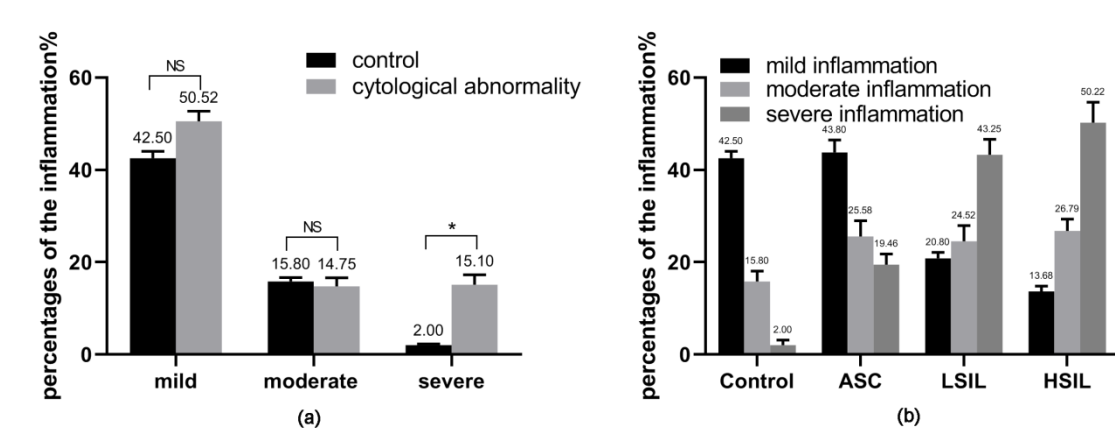 percentages of the inflammation%
60
40
20
0
NS
42.50
50.52
NS
15.80
14.75
*
2.00
15.10
control
cytological abnormality
mild
moderate
severe
(a)
percentages of the inflammation%
60
40
20
0
mild inflammation
moderate inflammation
severe inflammation
42.50
15.80
2.00
43.80
25.58
19.46
20.80
24.52
43.25
13.68
26.79
50.22
Control
ASC
LSIL
HSIL
(b)